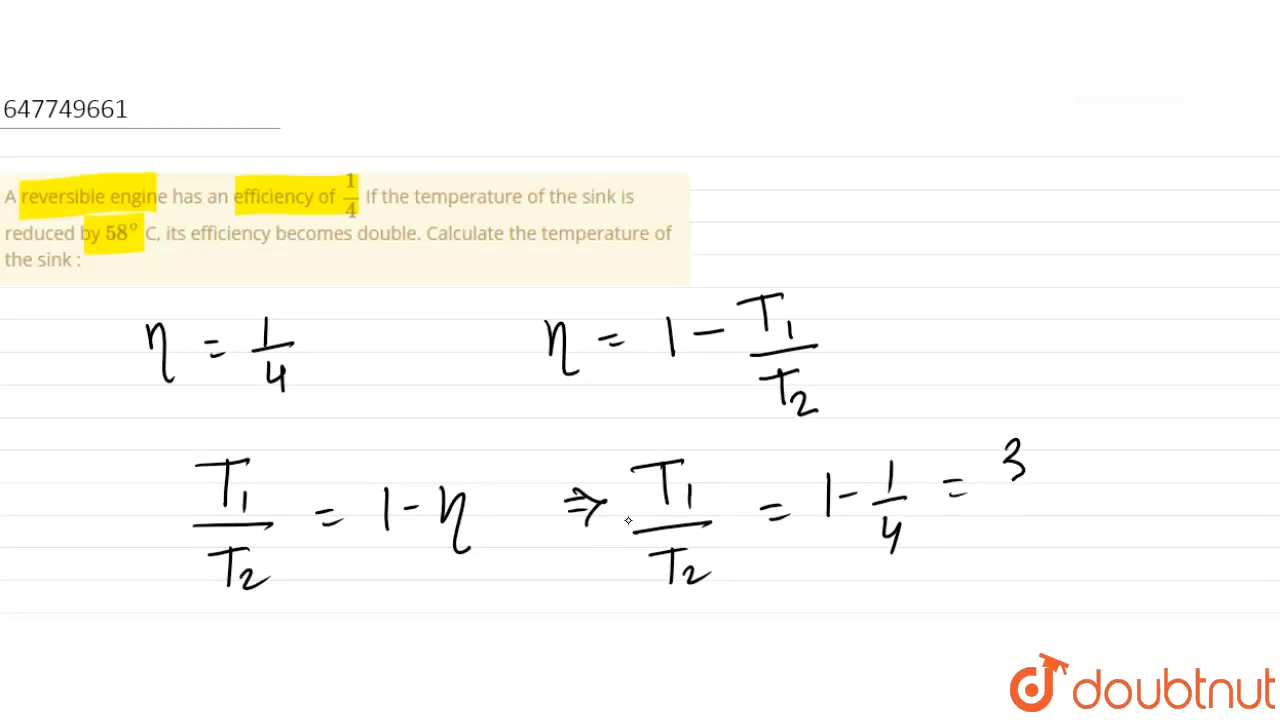 647749661
A reversible engine has an efficiency of 1/4 If the temperature of the sink is
reduced by 58° C, its efficiency becomes double. Calculate the temperature of
the sink :
η = 1/4 η = 1 - T1/T2
T1/T2 = 1 - η ⇒ T1/T2 = 1 - 1/4 = 3
doubtnut